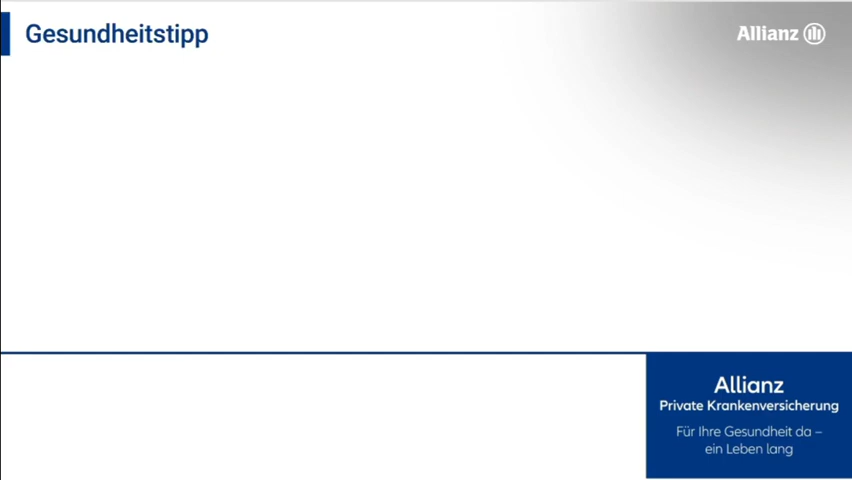 Gesundheitstipp
Allianz
Allianz
Private Krankenversicherung
Für Ihre Gesundheit da –
ein Leben lang